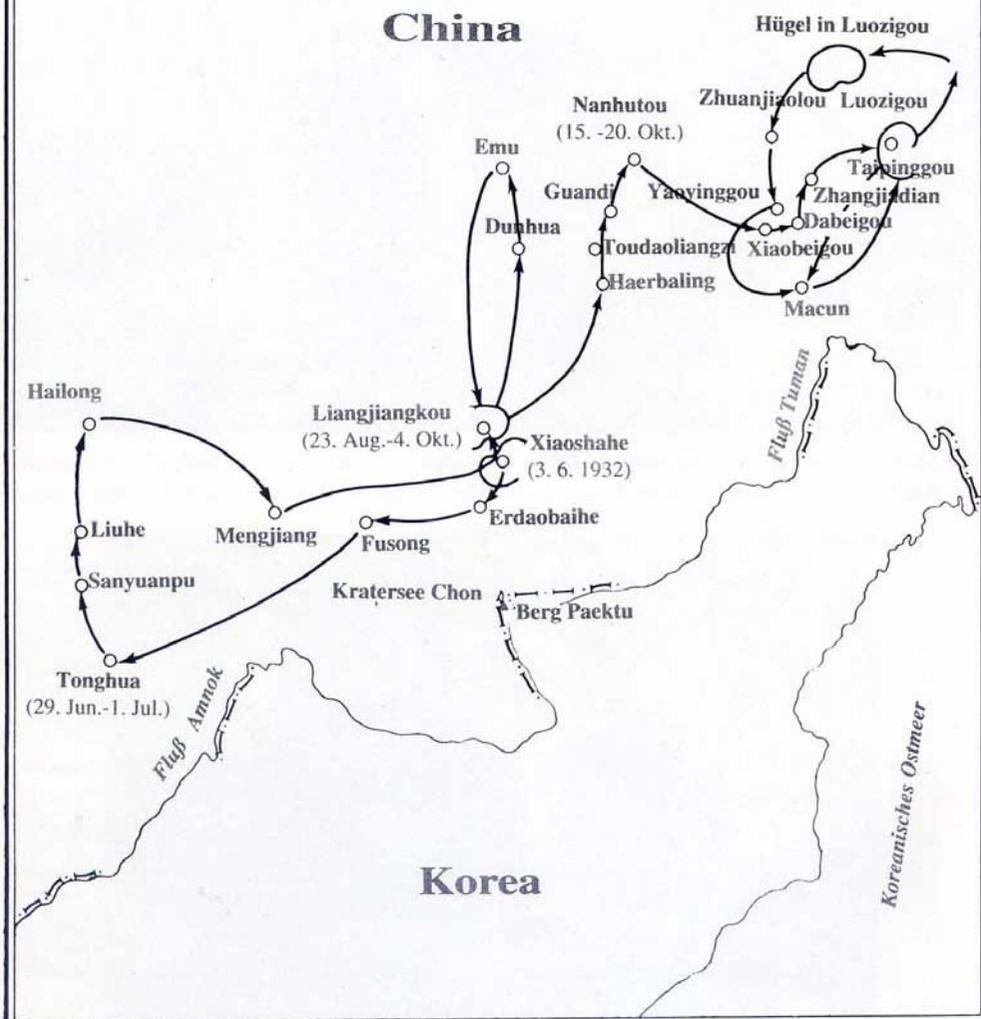 China
Hügel in Luozigou
Zhuanjiaolou
Luozigou
Nanhutou
(15. -20. Okt.)
Emu
Taipinggou
Guandi
Yaoyinggou
Zhangjiadian
Dunhua
Dabeigou
Toudaoliangzi
Xiaobeigou
Haerbaling
Macun
Hailong
Liangjiangkou
(23. Aug.-4. Okt.)
Xiaoshahe
(3. 6. 1932)
Fluß Tuman
Liuhe
Mengjiang
Fusong
Erdaobaihe
Sanyuanpu
Kratersee Chon
Berg Paektu
Tonghua
(29. Jun.-1. Jul.)
Fluß Amnok
Koreanisches Ostmeer
Korea